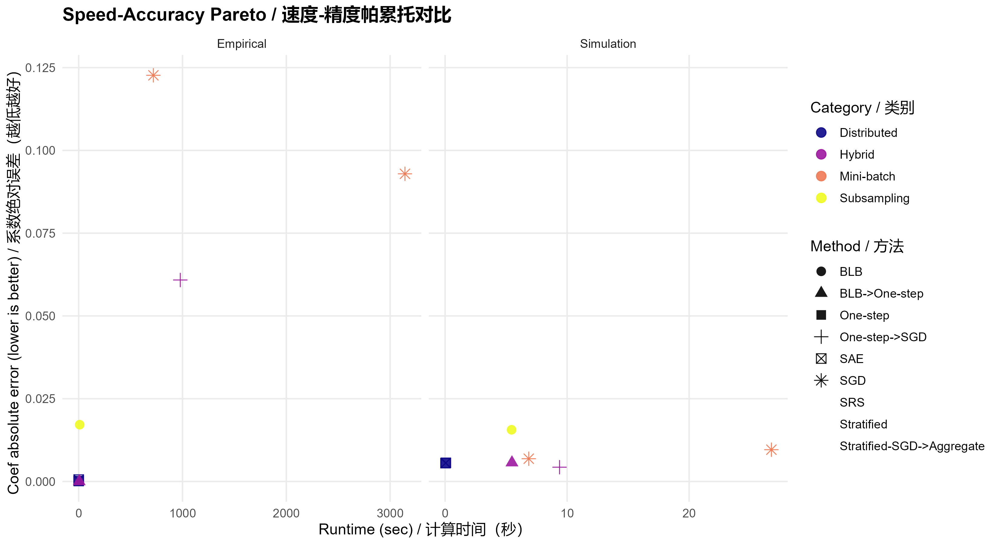 Speed-Accuracy Pareto / 速度-精度帕累托对比
Empirical
Simulation
Coef absolute error (lower is better) / 系数绝对误差（越低越好）
0.125
0.100
0.075
0.050
0.025
0.000
0
1000
2000
3000
0
10
20
Runtime (sec) / 计算时间（秒）
Category / 类别
Distributed
Hybrid
Mini-batch
Subsampling
Method / 方法
BLB
BLB->One-step
One-step
One-step->SGD
SAE
SGD
SRS
Stratified
Stratified-SGD->Aggregate